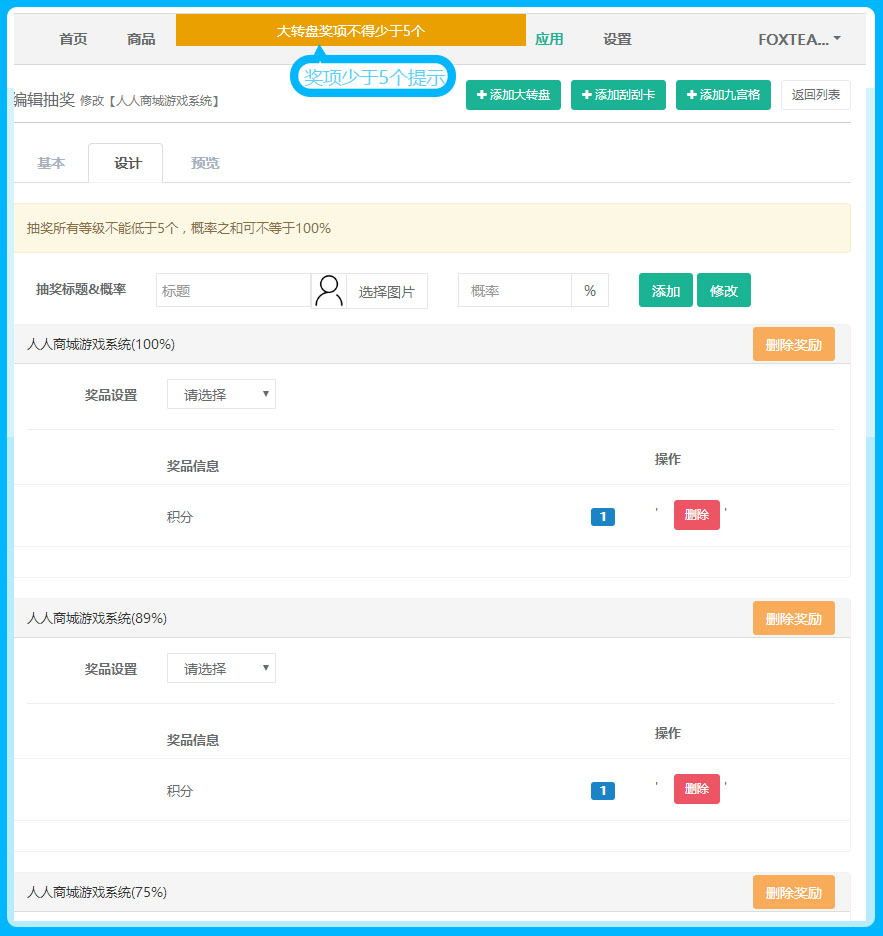 首页 商品 大转盘奖项不得少于5个 应用 设置 FOXTEA...
奖项少于5个提示
编辑抽奖 修改【人人商城游戏系统】 添加大转盘 添加刮刮卡 添加九宫格 返回列表
基本 设计 预览
抽奖所有等级不能低于5个，概率之和可不等于100%
抽奖标题&概率 标题 选择图片 概率 % 添加 修改
人人商城游戏系统(100%) 删除奖励
奖品设置 请选择
奖品信息 操作
积分 1 ' 删除 '
人人商城游戏系统(89%) 删除奖励
奖品设置 请选择
奖品信息 操作
积分 1 ' 删除 '
人人商城游戏系统(75%) 删除奖励